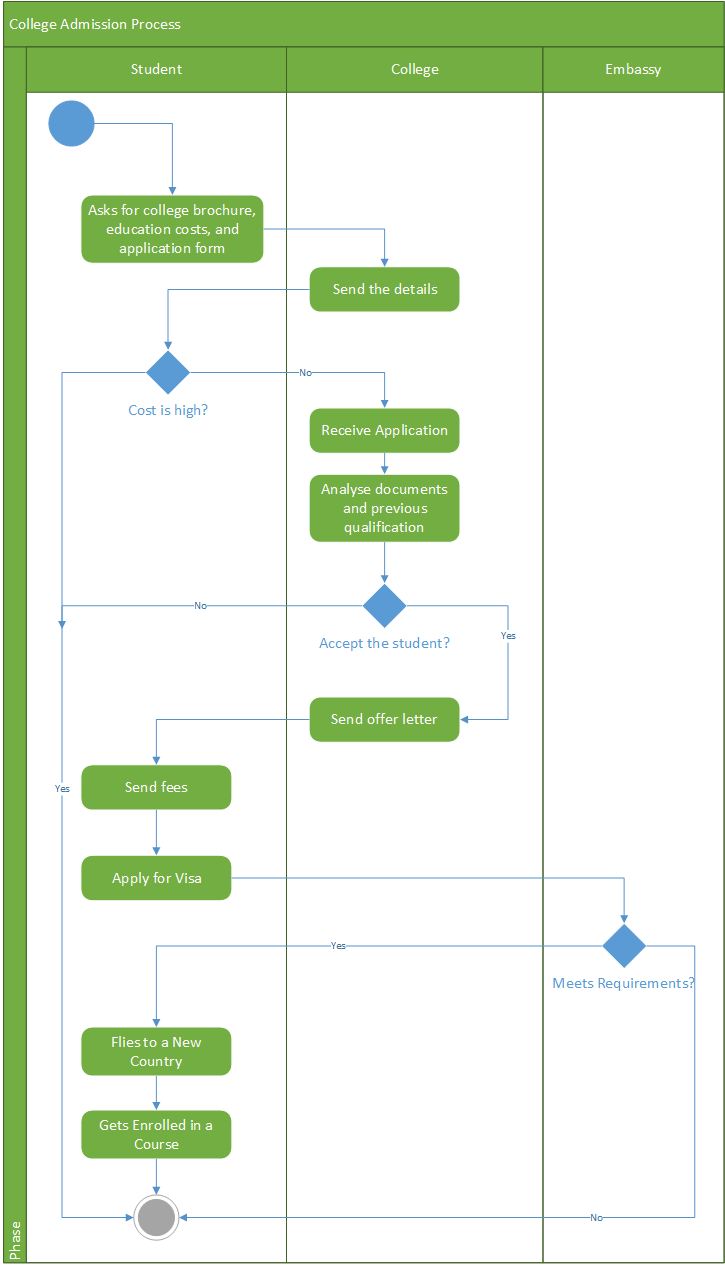 College Admission Process
Student
College
Embassy
Asks for college brochure,
education costs, and
application form
Send the details
No
Cost is high?
Receive Application
Analyse documents
and previous
qualification
No
Accept the student?
Yes
Send offer letter
Send fees
Yes
Apply for Visa
Yes
Meets Requirements?
Flies to a New
Country
Gets Enrolled in a
Course
No
Phase